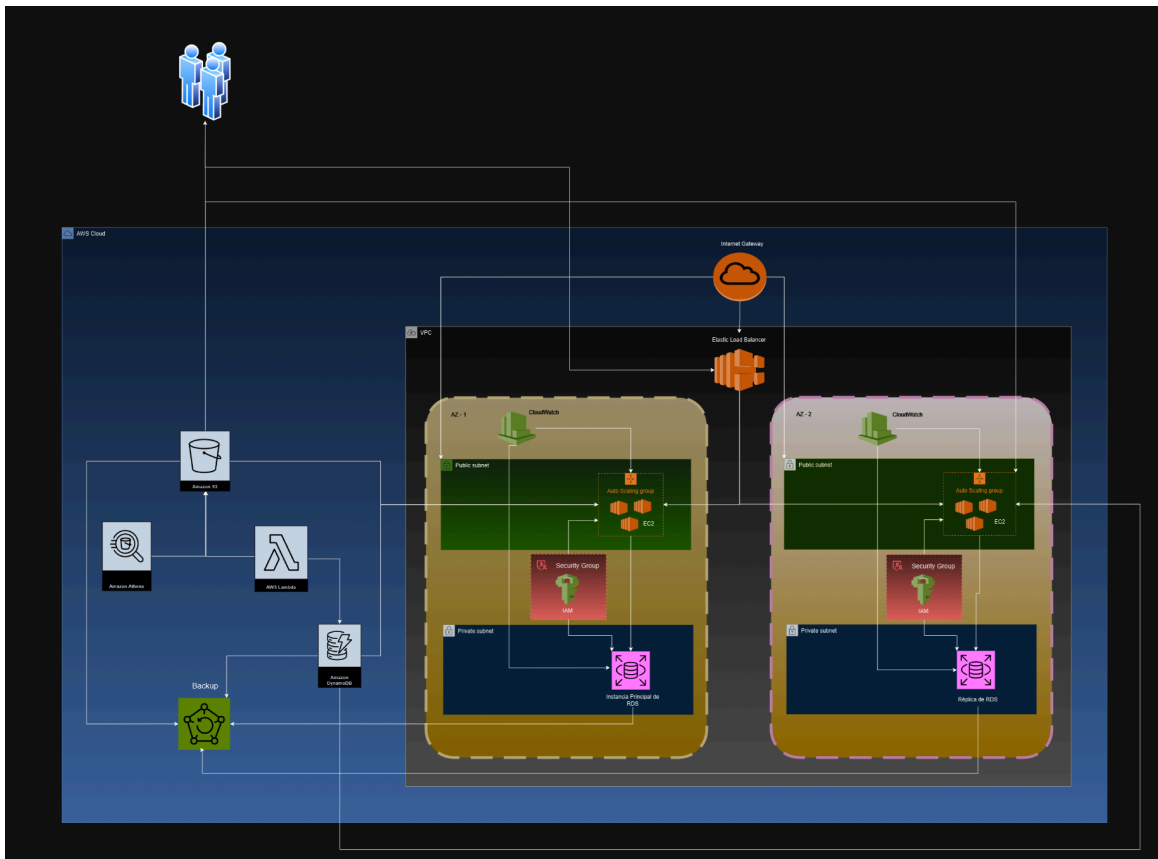 AWS Cloud
Internet Gateway
VPC
Elastic Load Balancer
AZ - 1
CloudWatch
AZ - 2
CloudWatch
Public subnet
Public subnet
Auto Scaling group
EC2
Auto Scaling group
EC2
Amazon S3
Amazon Athena
AWS Lambda
Security Group
IAM
Security Group
IAM
Private subnet
Private subnet
Amazon
DynamoDB
Backup
Instancia Principal de
RDS
Réplica de RDS